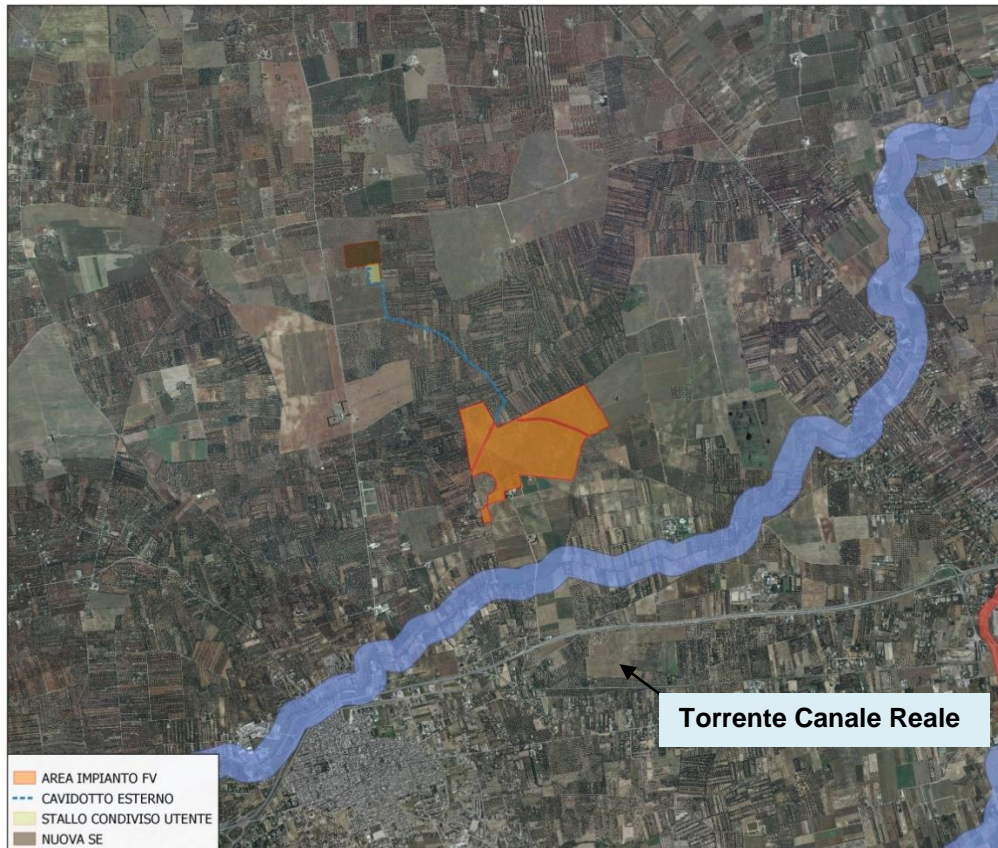 Torrente Canale Reale
AREA IMPIANTO FV
CAVIDOTTO ESTERNO
STALLO CONDIVISO UTENTE
NUOVA SE